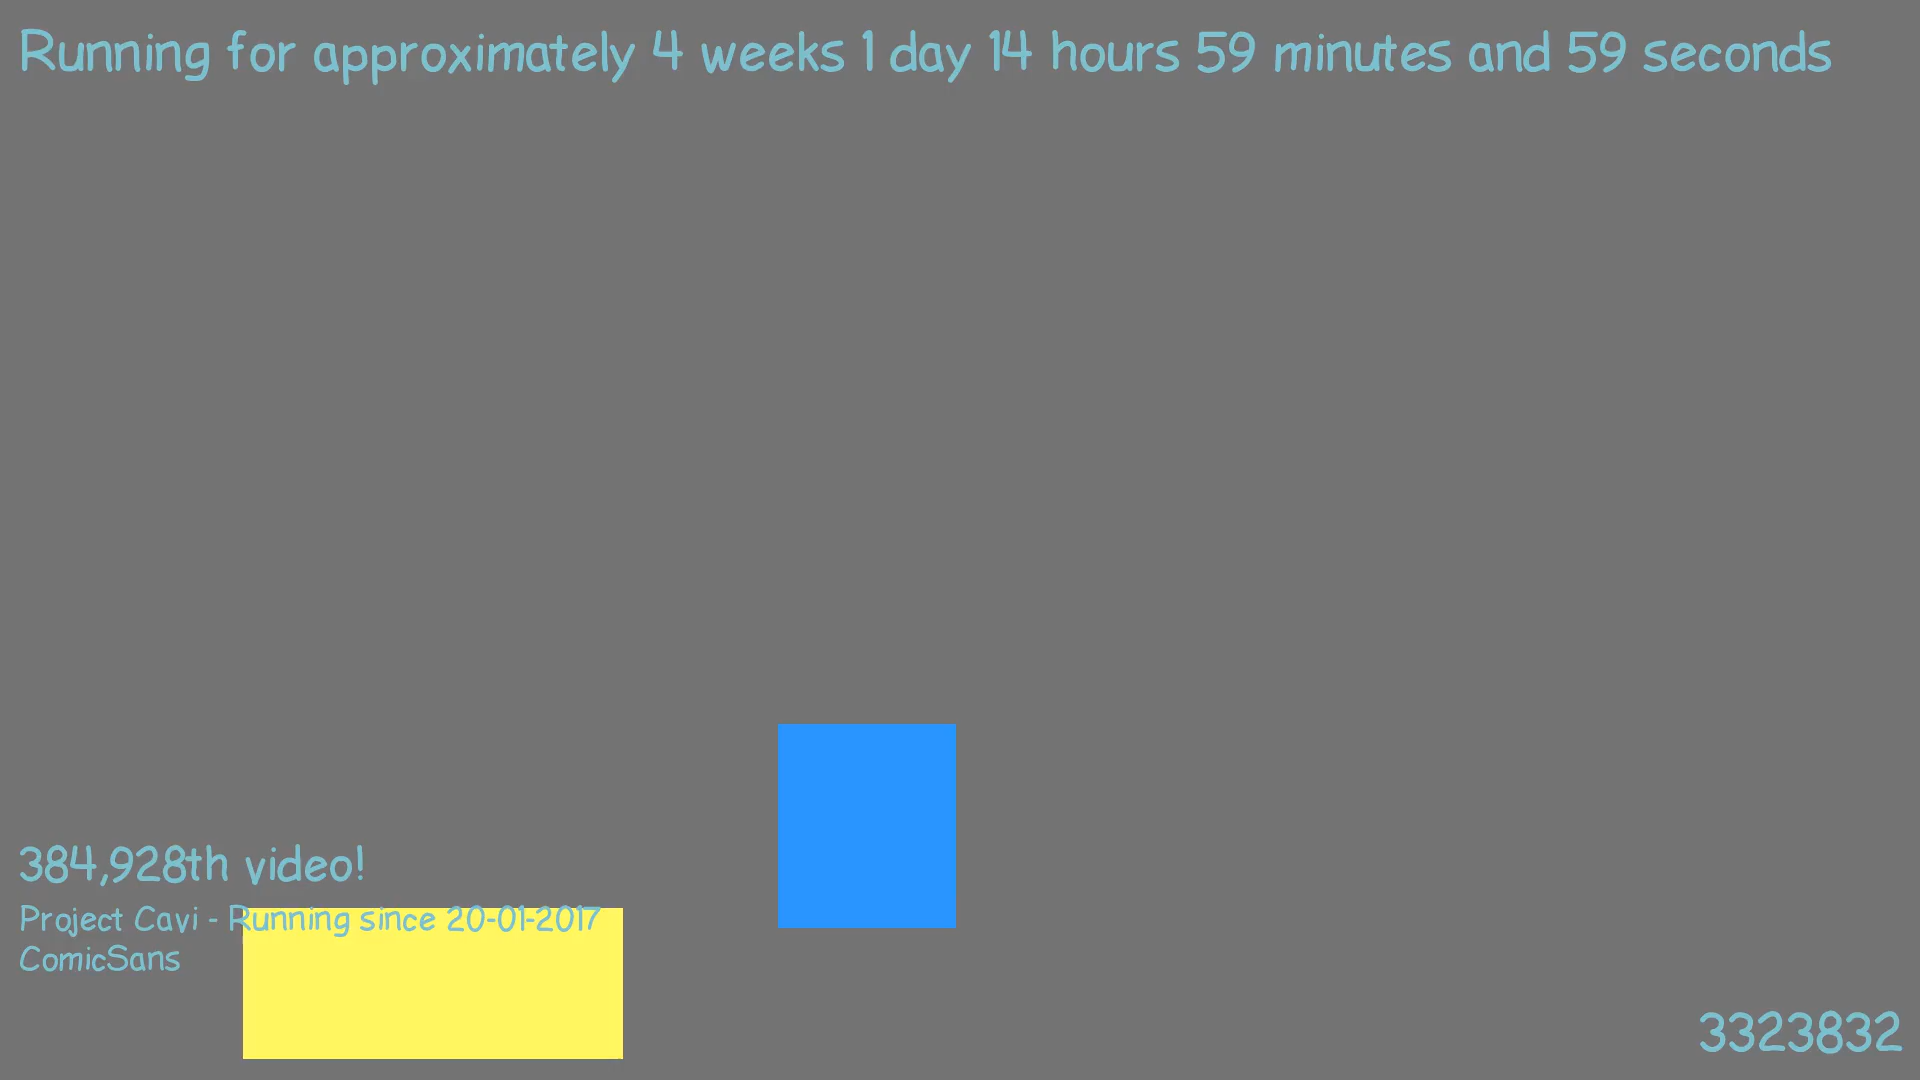 Running for approximately 4 weeks 1 day 14 hours 59 minutes and 59 seconds
384,928th video!
Project Cavi - Running since 20-01-2017
ComicSans
3323832